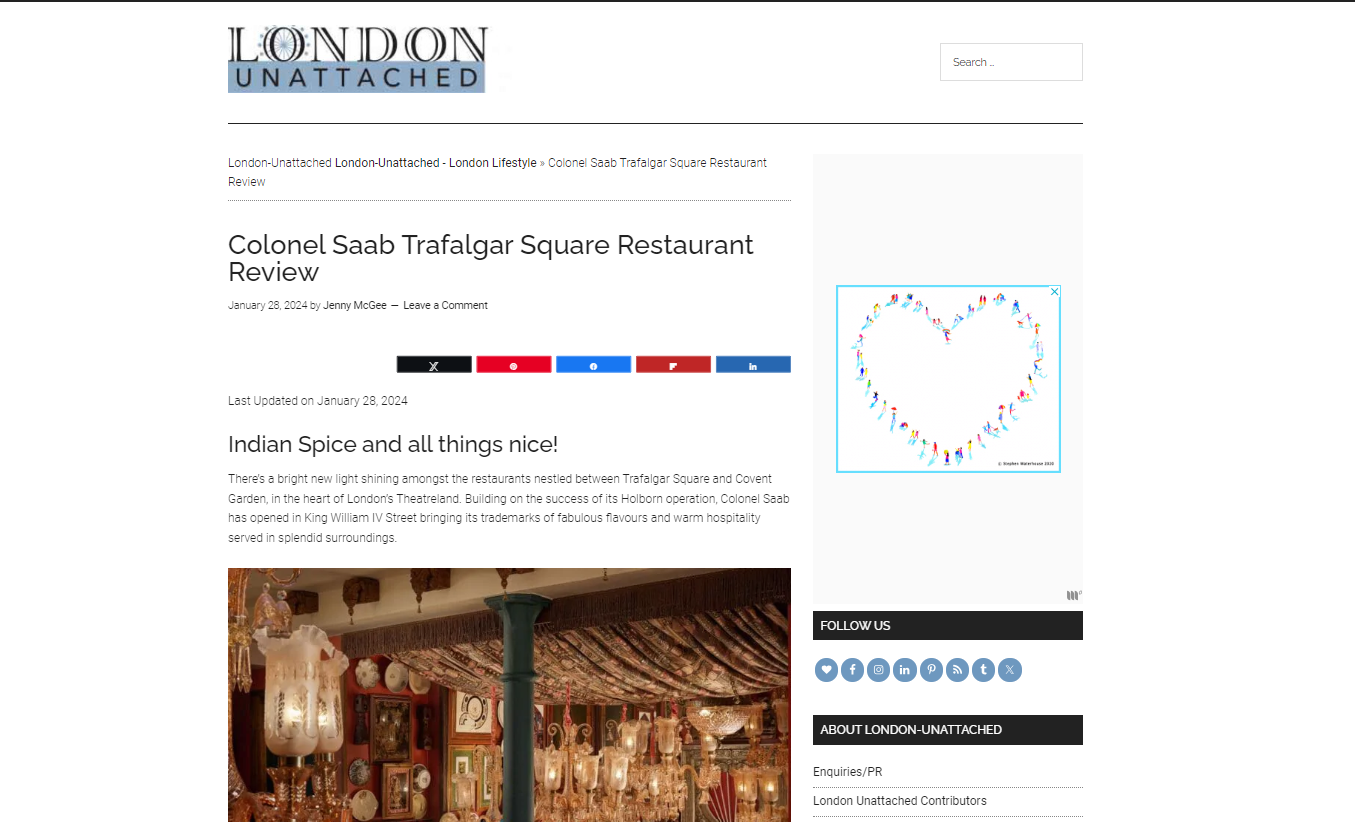 LONDON
UNATTACHED
Search ...
London-Unattached London-Unattached - London Lifestyle » Colonel Saab Trafalgar Square Restaurant
Review
Colonel Saab Trafalgar Square Restaurant
Review
January 28, 2024 by Jenny McGee — Leave a Comment
Last Updated on January 28, 2024
Indian Spice and all things nice!
There's a bright new light shining amongst the restaurants nestled between Trafalgar Square and Covent
Garden, in the heart of London's Theatreland. Building on the success of its Holborn operation, Colonel Saab
has opened in King William IV Street bringing its trademarks of fabulous flavours and warm hospitality
served in splendid surroundings.
© Stephen Waterhouse 2020
FOLLOW US
ABOUT LONDON-UNATTACHED
Enquiries/PR
London Unattached Contributors